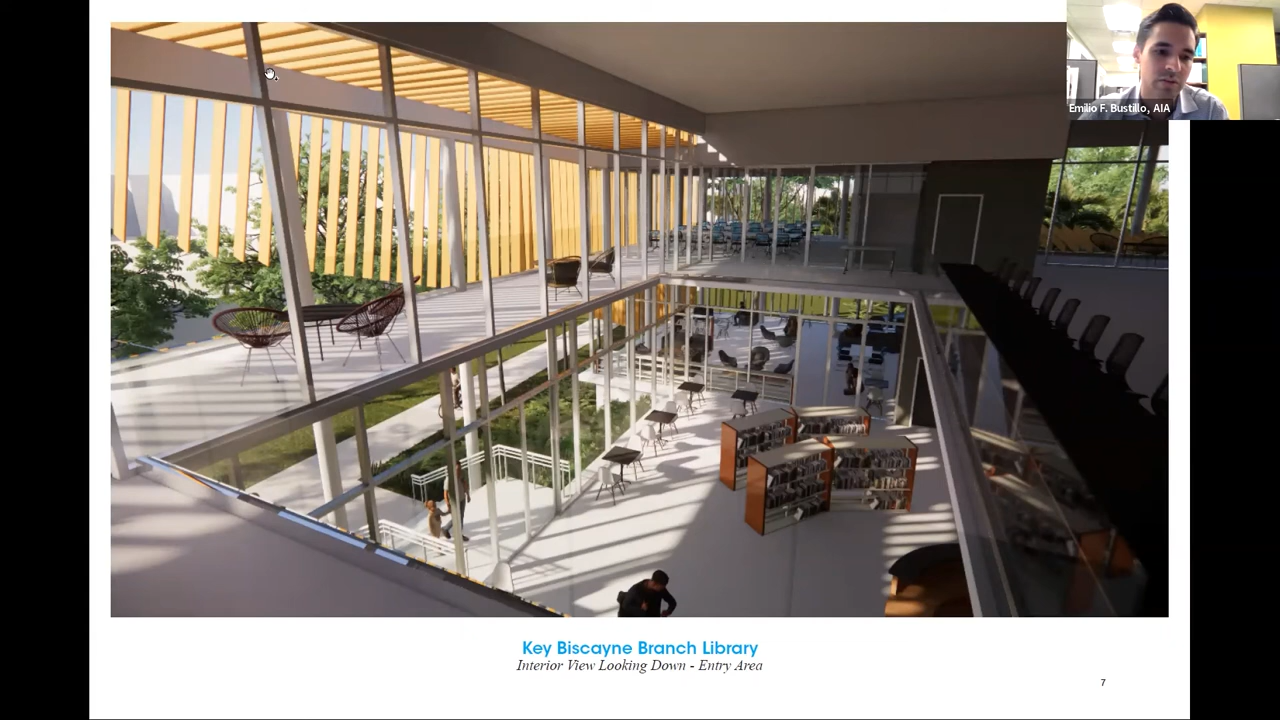 Emilio F. Bustillo, AIA
Key Biscayne Branch Library
Interior View Looking Down - Entry Area
7